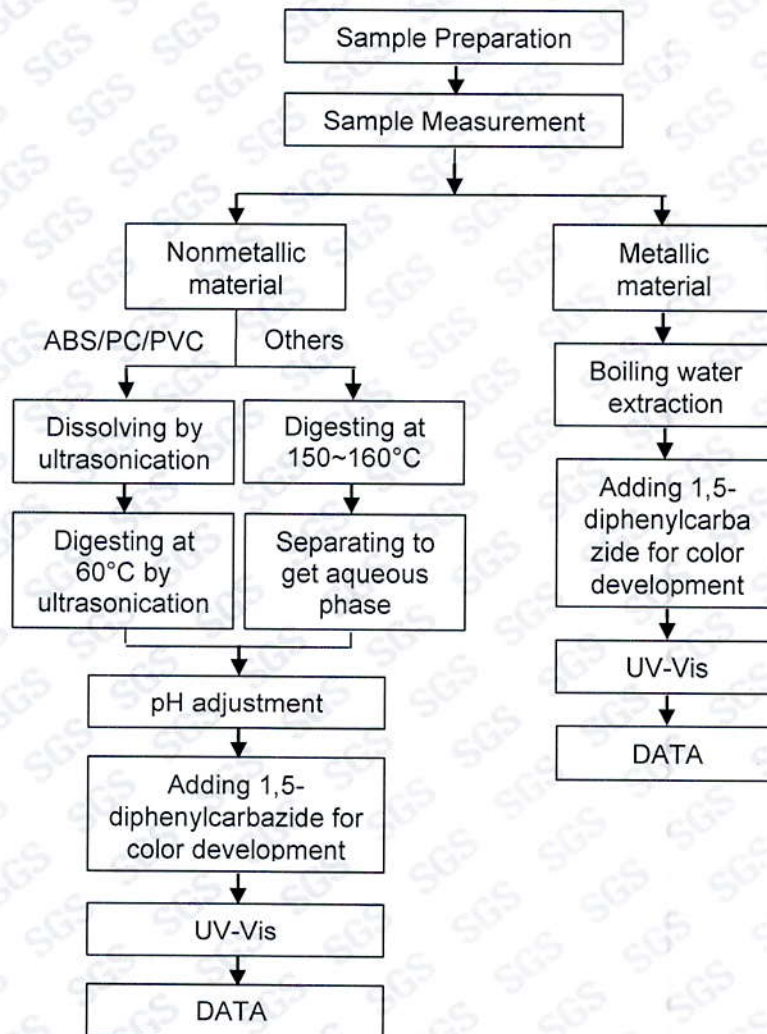 Sample Preparation
Sample Measurement
Nonmetallic
material
Metallic
material
ABS/PC/PVC
Others
Boiling water
extraction
Dissolving by
ultrasonication
Digesting at
150~160°C
Adding 1,5-
diphenylcarba
zide for color
development
Digesting at
60°C by
ultrasonication
Separating to
get aqueous
phase
UV-Vis
pH adjustment
DATA
Adding 1,5-
diphenylcarbazide for
color development
UV-Vis
DATA